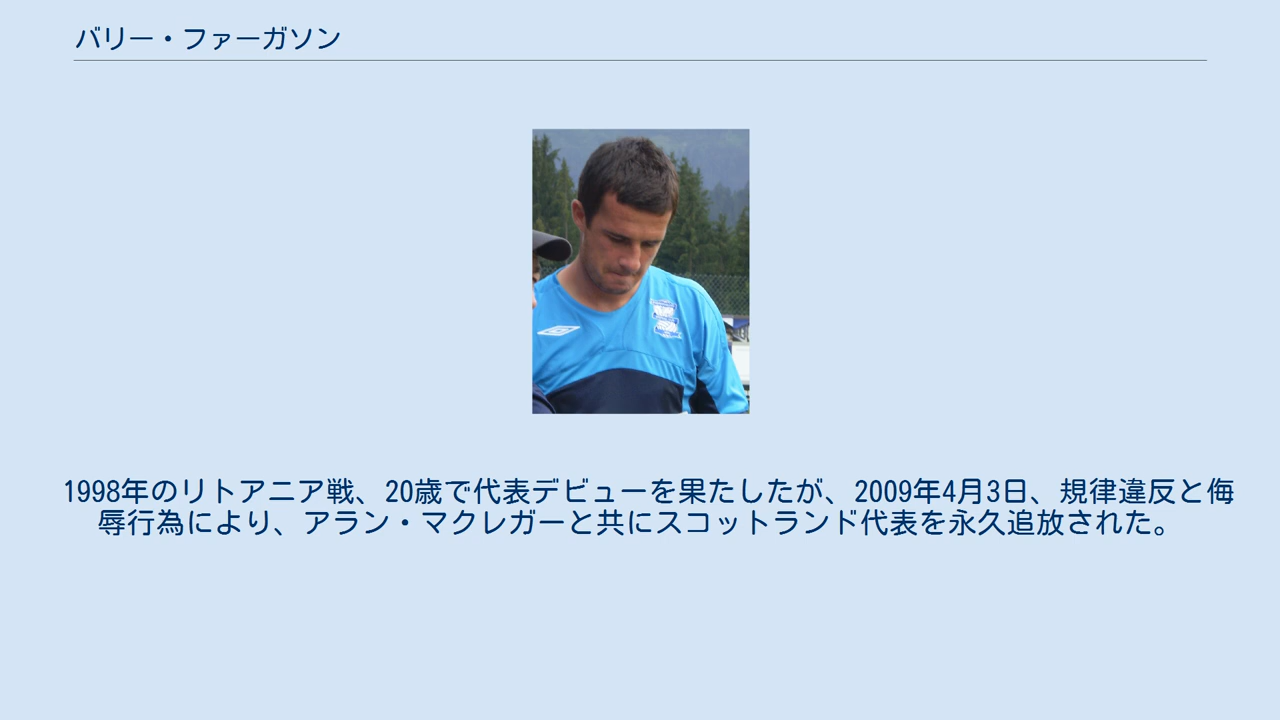 バリー・ファーガソン
1998年のリトアニア戦、20歳で代表デビューを果たしたが、2009年4月3日、規律違反と侮
辱行為により、アラン・マクレガーと共にスコットランド代表を永久追放された。